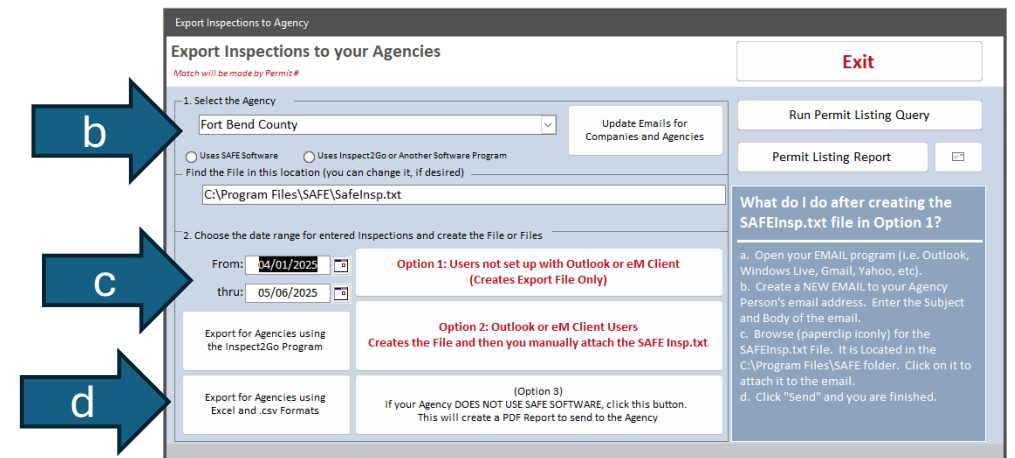 Export Inspections to Agency
Export Inspections to your Agencies
Match will be made by Permit #
Exit
b
1. Select the Agency
Fort Bend County
Update Emails for
Companies and Agencies
Uses SAFE Software
Uses Inspect2Go or Another Software Program
Find the File in this location (you can change it, if desired)
C:\Program Files\SAFE\SafeInsp.txt
Run Permit Listing Query
Permit Listing Report
c
2. Choose the date range for entered Inspections and create the File or Files
From: 04/01/2025
thru: 05/06/2025
Option 1: Users not set up with Outlook or eM Client
(Creates Export File Only)
Export for Agencies using
the Inspect2Go Program
Option 2: Outlook or eM Client Users
Creates the File and then you manually attach the SAFE Insp.txt
d
Export for Agencies using
Excel and .csv Formats
(Option 3)
If your Agency DOES NOT USE SAFE SOFTWARE, click this button.
This will create a PDF Report to send to the Agency
What do I do after creating the
SAFEInsp.txt file in Option 1?
a. Open your EMAIL program (i.e. Outlook,
Windows Live, Gmail, Yahoo, etc).
b. Create a NEW EMAIL to your Agency
Person's email address. Enter the Subject
and Body of the email.
c. Browse (paperclip iconly) for the
SAFEInsp.txt File. It is Located in the
C:\Program Files\SAFE folder. Click on it to
attach it to the email.
d. Click "Send" and you are finished.